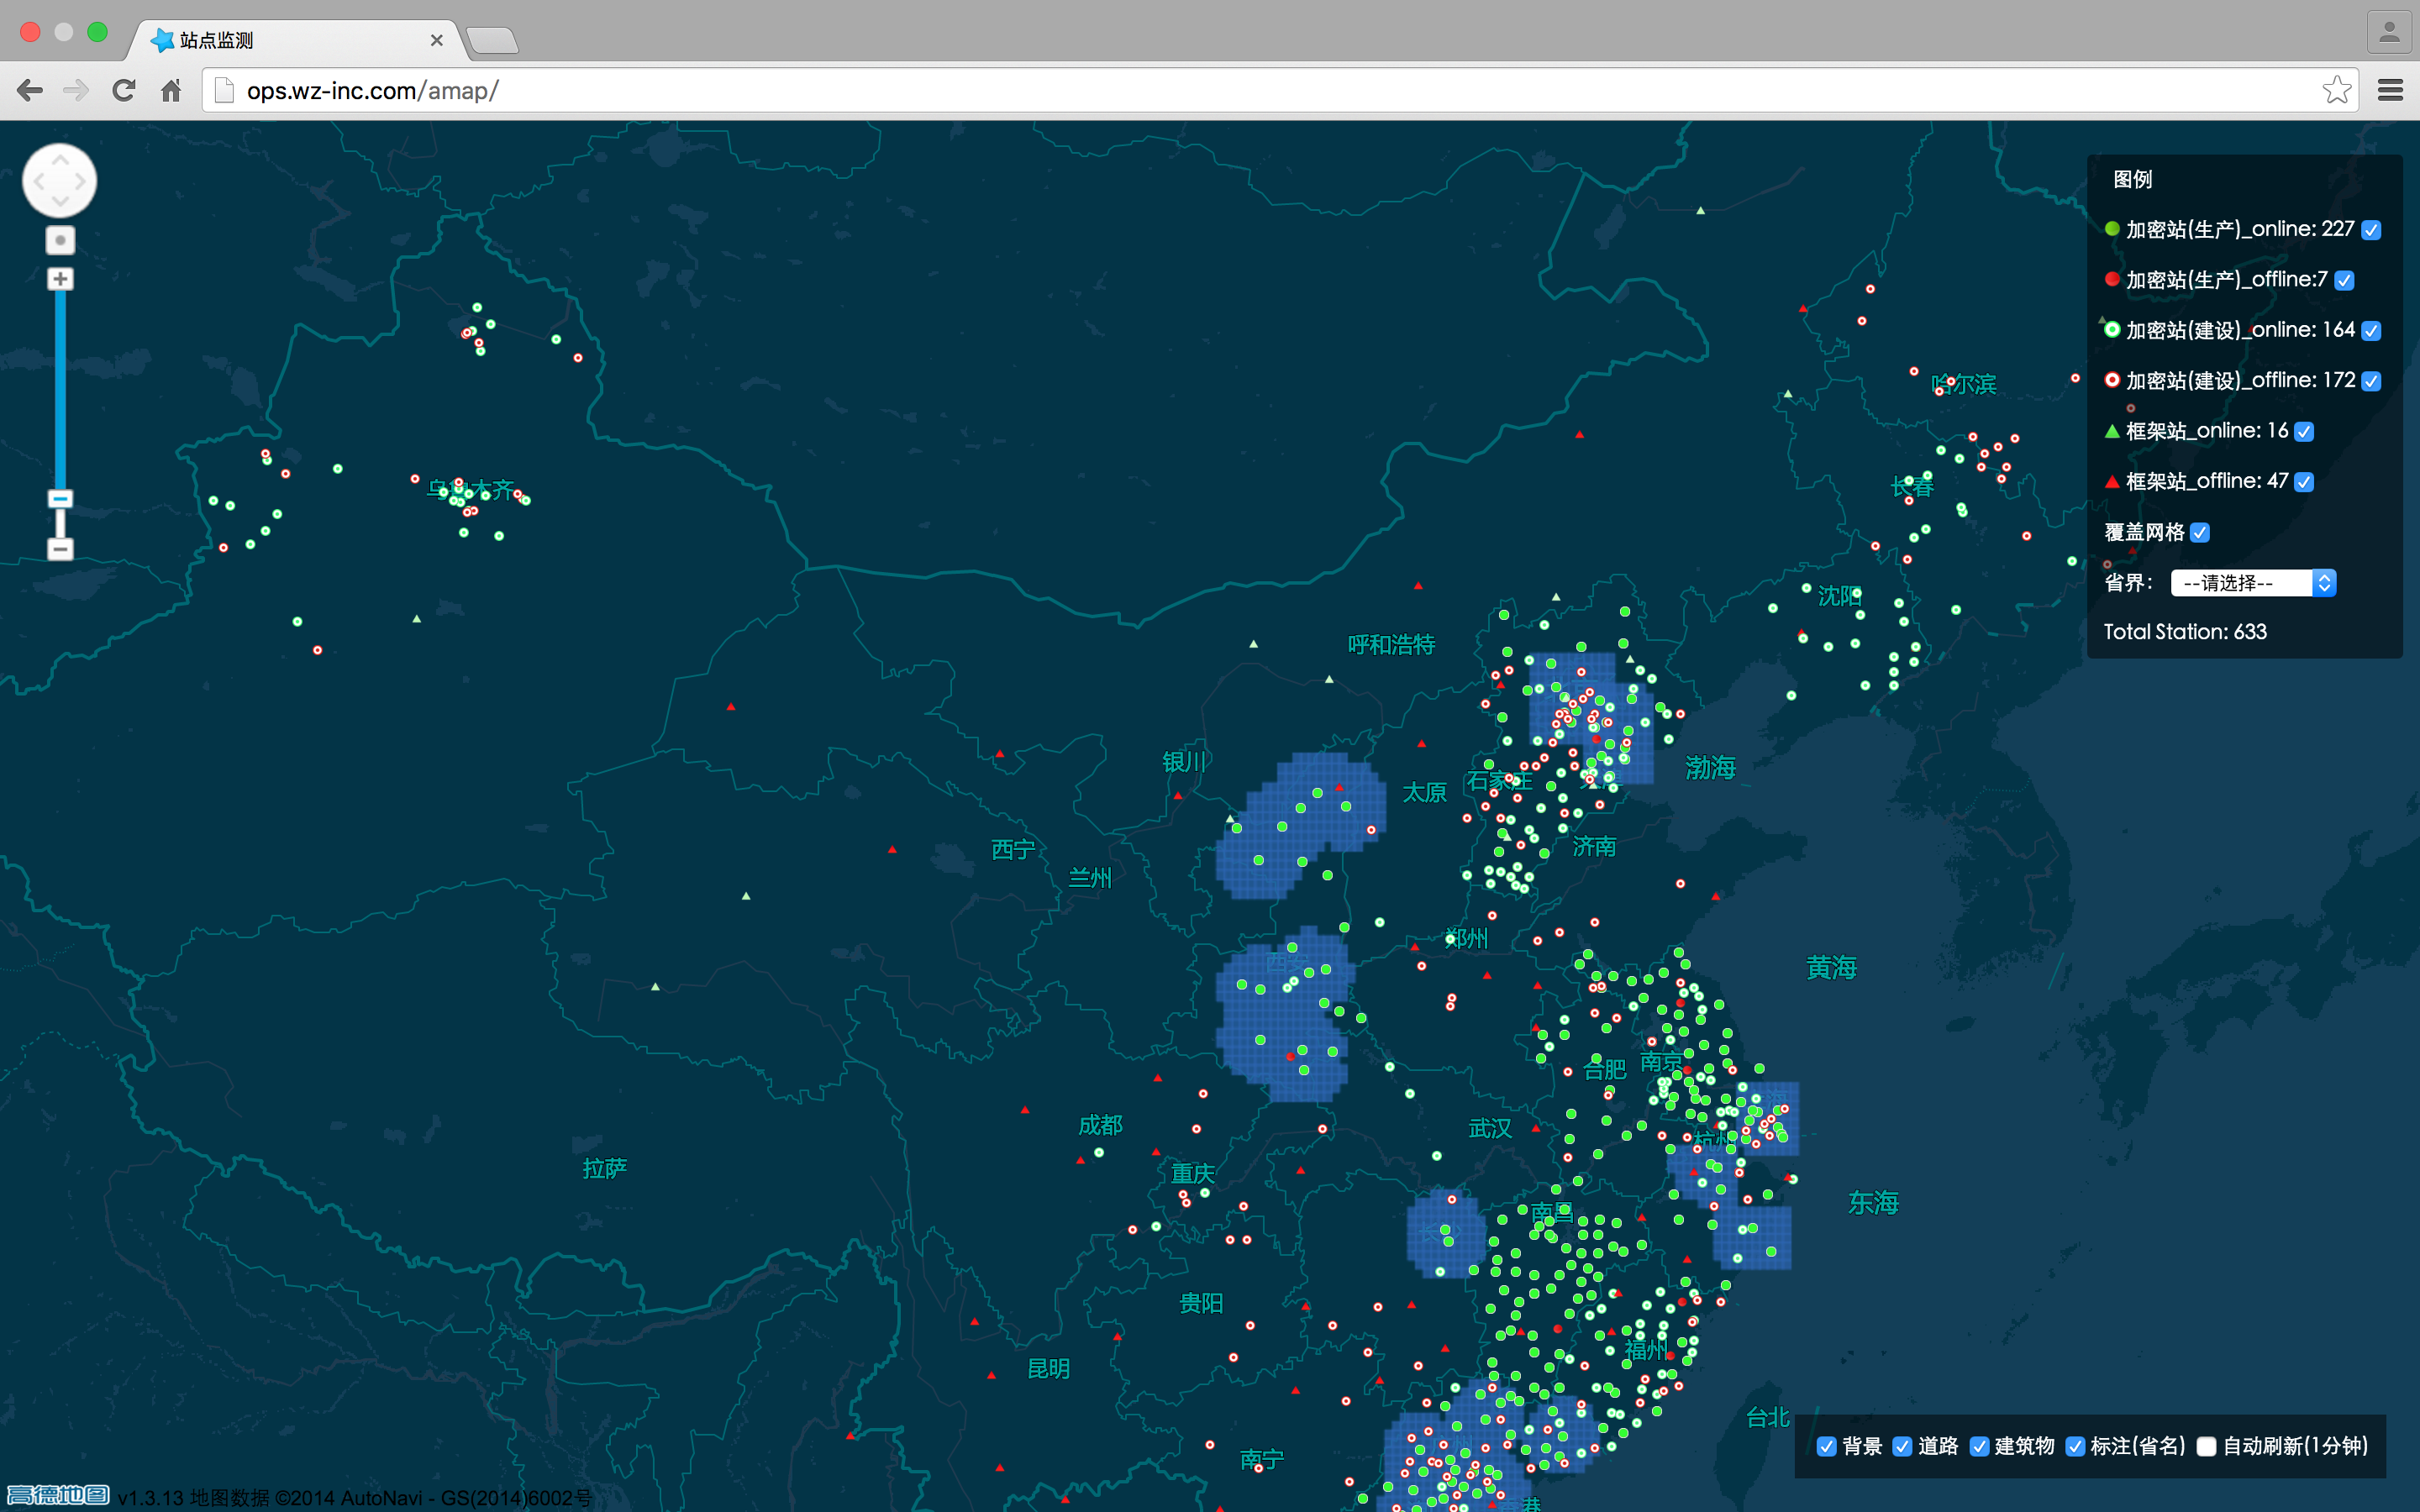 站点监测
ops.wz-inc.com/amap/
图例
加密站(生产)_online: 227
加密站(生产)_offline:7
加密站(建设)_online: 164
加密站(建设)_offline: 172
框架站_online: 16
框架站_offline: 47
覆盖网格
省界: --请选择--
Total Station: 633
哈尔滨
长春
乌鲁木齐
沈阳
呼和浩特
银川
太原
石家庄
渤海
西宁
济南
兰州
郑州
西安
黄海
合肥
南京
成都
武汉
杭州
拉萨
重庆
东海
南昌
长沙
贵阳
福州
昆明
台北
南宁
背景 道路 建筑物 标注(省名) 自动刷新(1分钟)
高德地图 v1.3.13 地图数据 ©2014 AutoNavi - GS(2014)6002号